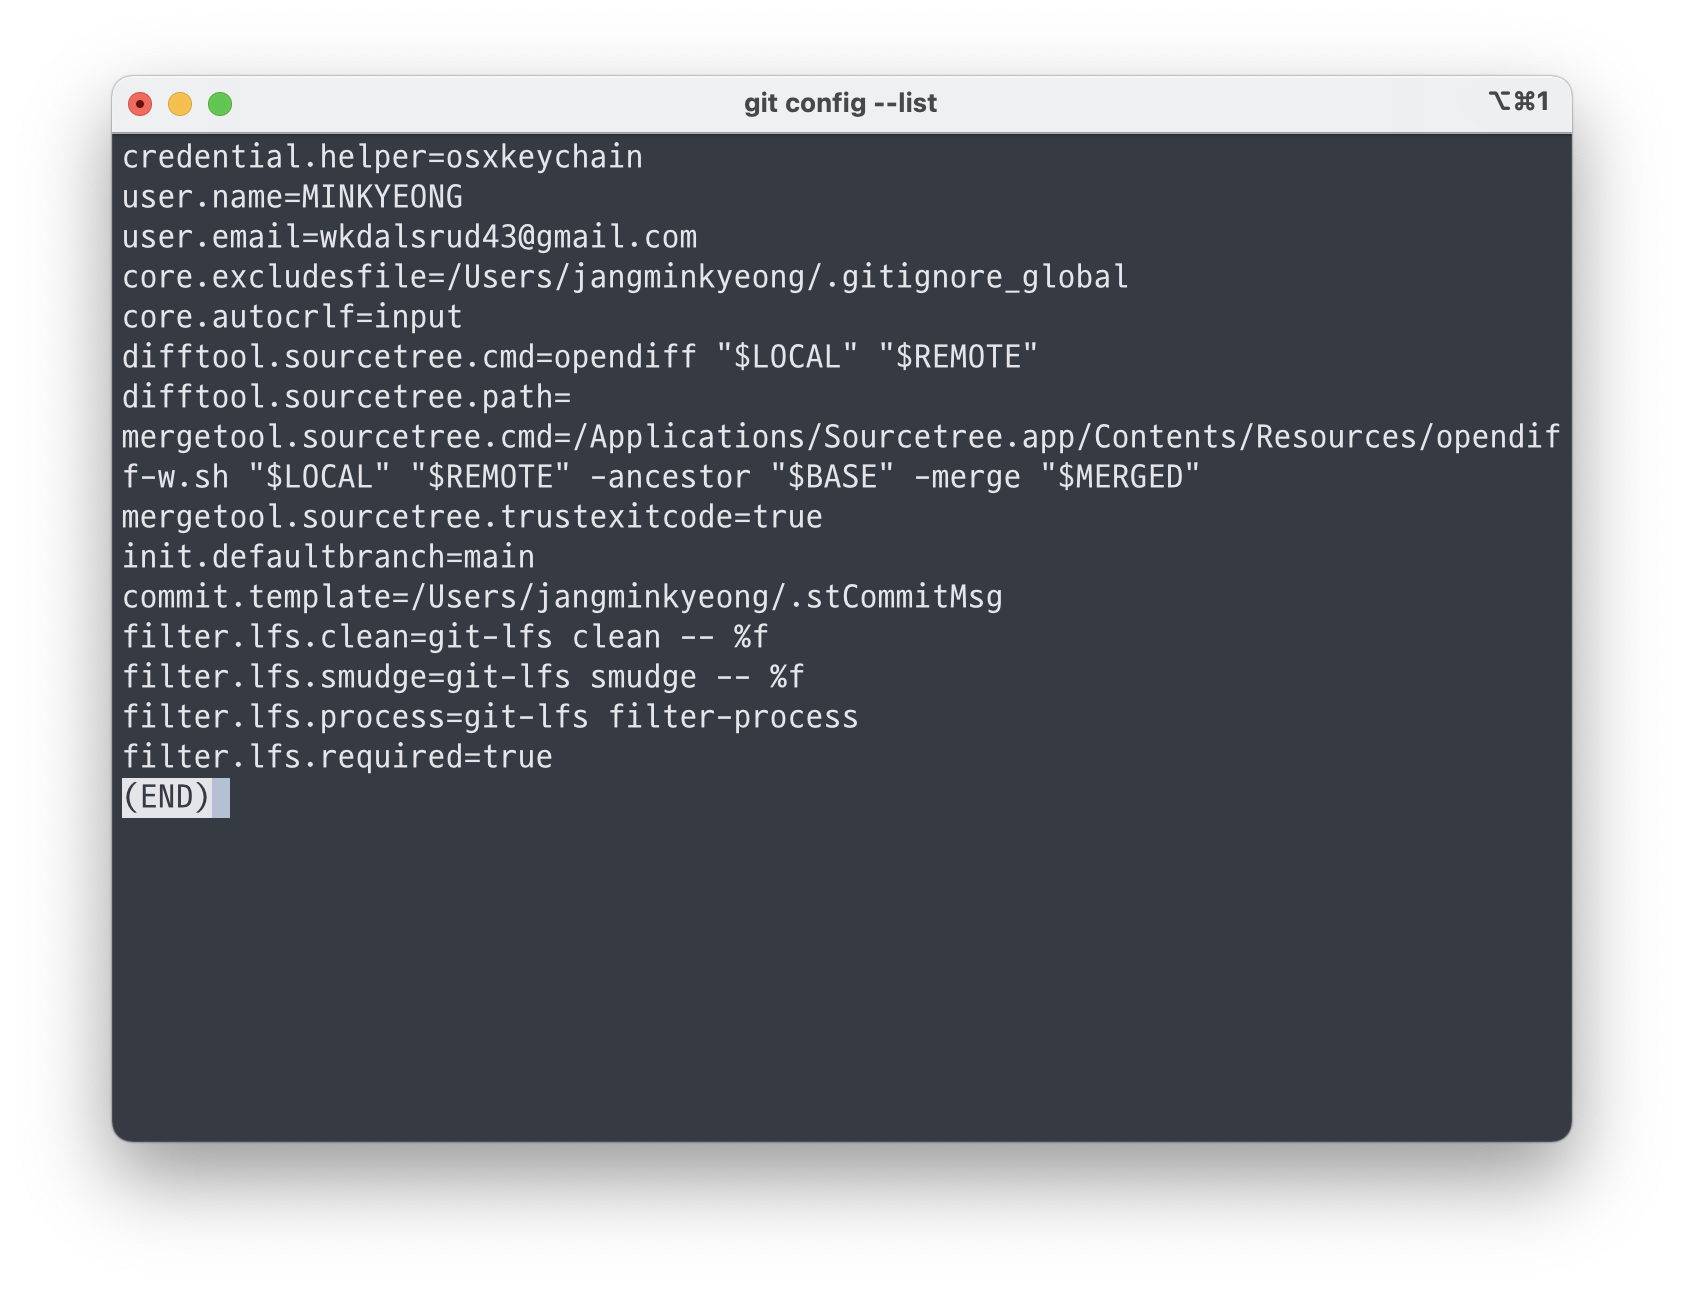 git config --list
⌥⌘1
credential.helper=osxkeychain
user.name=MINKYEONG
user.email=wkdalsrud43@gmail.com
core.excludesfile=/Users/jangminkyeong/.gitignore_global
core.autocrlf=input
difftool.sourcetree.cmd=opendiff "$LOCAL" "$REMOTE"
difftool.sourcetree.path=
mergetool.sourcetree.cmd=/Applications/Sourcetree.app/Contents/Resources/opendif
f-w.sh "$LOCAL" "$REMOTE" -ancestor "$BASE" -merge "$MERGED"
mergetool.sourcetree.trustexitcode=true
init.defaultbranch=main
commit.template=/Users/jangminkyeong/.stCommitMsg
filter.lfs.clean=git-lfs clean -- %f
filter.lfs.smudge=git-lfs smudge -- %f
filter.lfs.process=git-lfs filter-process
filter.lfs.required=true
(END)